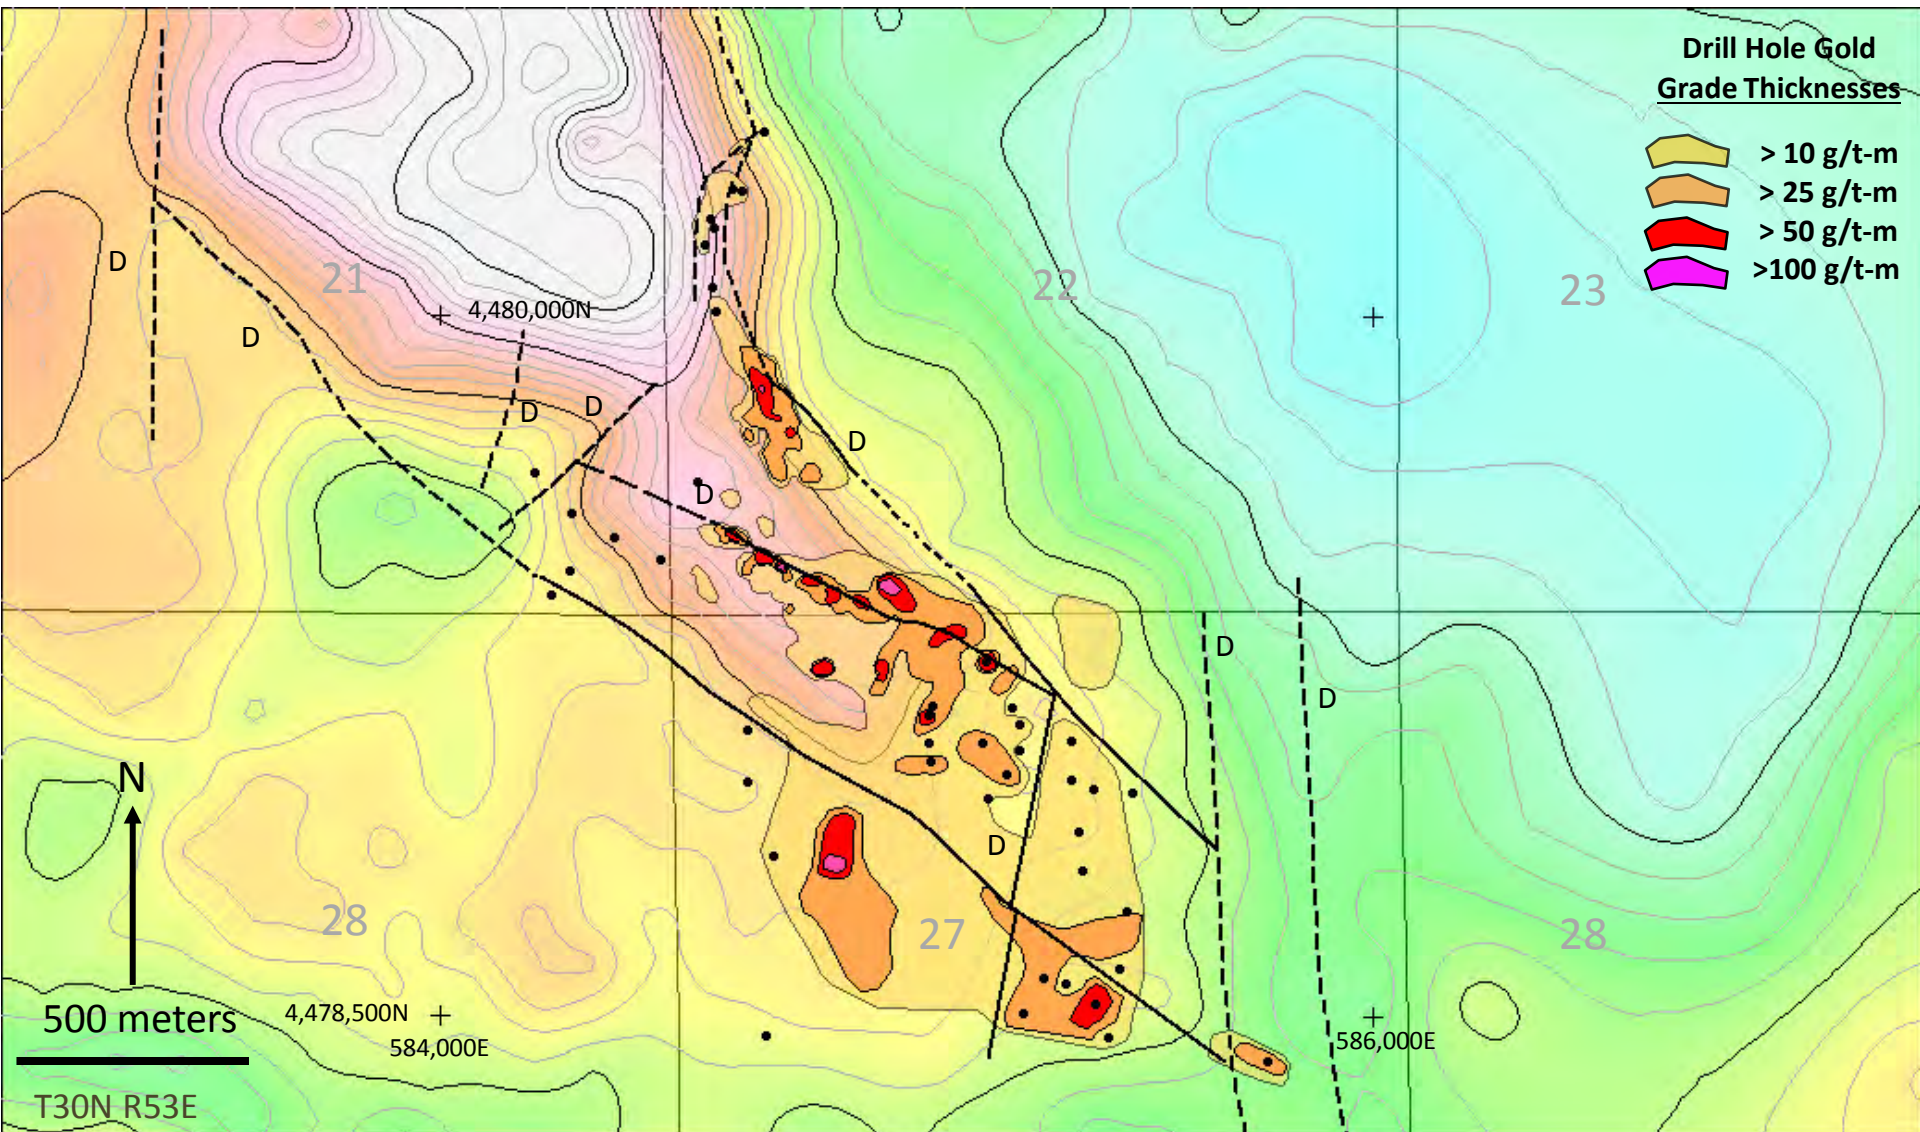 Drill Hole Gold
Grade Thicknesses
> 10 g/t-m
> 25 g/t-m
> 50 g/t-m
>100 g/t-m
D
21
22
23
4,480,000N
D
D
D
D
D
D
D
N
D
28
27
28
500 meters
4,478,500N
584,000E
586,000E
T30N R53E